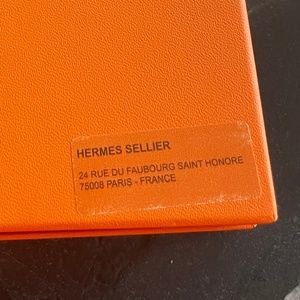 HERMES SELLIER
24 RUE DU FAUBOURG SAINT HONORE
75008 PARIS - FRANCE